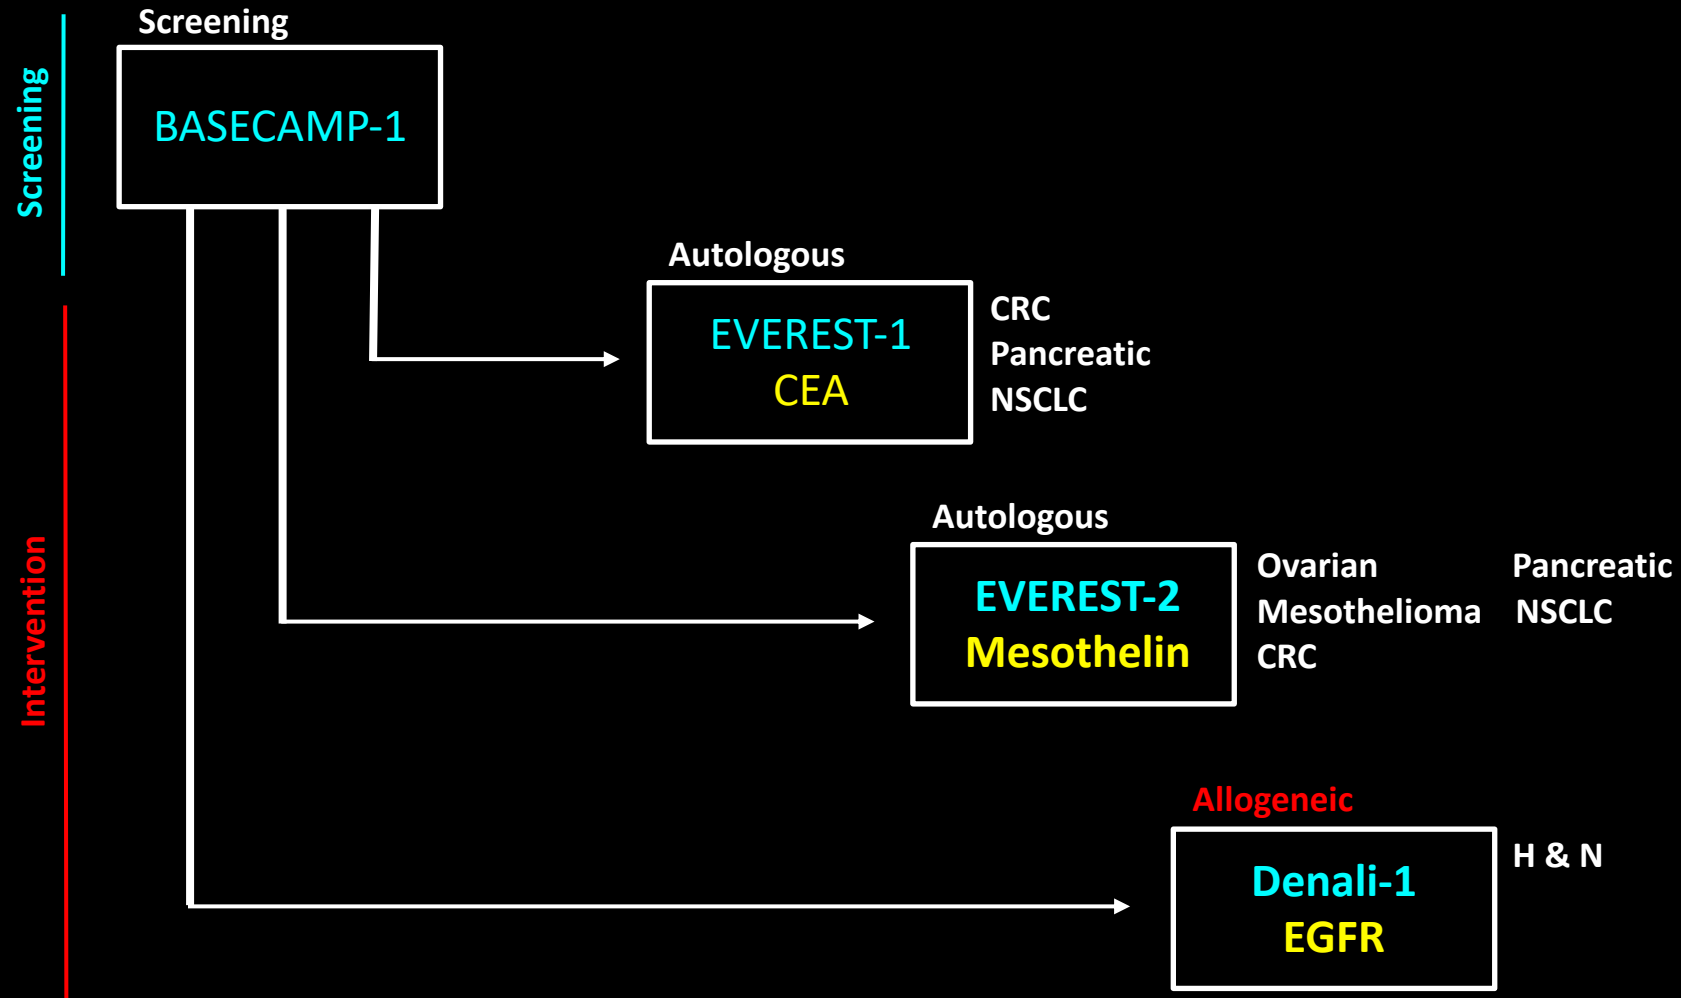 Screening
Screening
BASECAMP-1
Autologous
EVEREST-1
CEA
CRC
Pancreatic
NSCLC
Intervention
Autologous
EVEREST-2
Mesothelin
Ovarian Pancreatic
Mesothelioma NSCLC
CRC
Allogeneic
Denali-1
EGFR
H & N